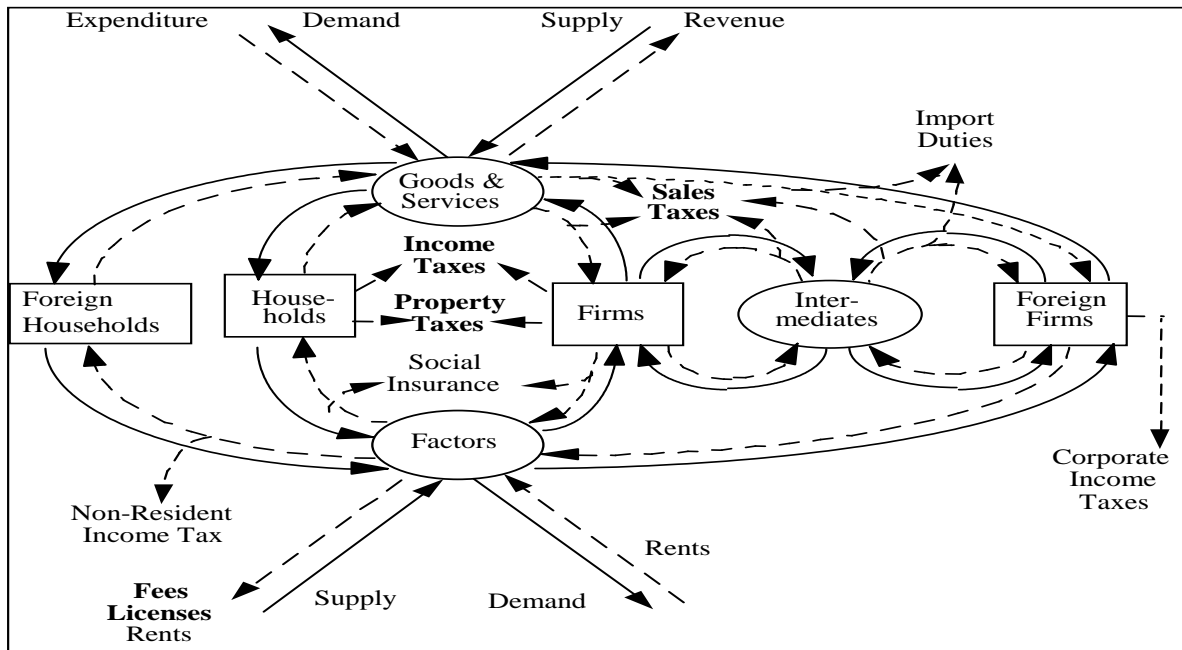 Expenditure
Demand
Supply
Revenue
Import
Duties
Goods &
Services
Sales
Taxes
Income
Taxes
Foreign
Households
House-
holds
Property
Taxes
Firms
Inter-
mediates
Foreign
Firms
Social
Insurance
Factors
Corporate
Income
Taxes
Non-Resident
Income Tax
Rents
Fees
Licenses
Rents
Supply
Demand